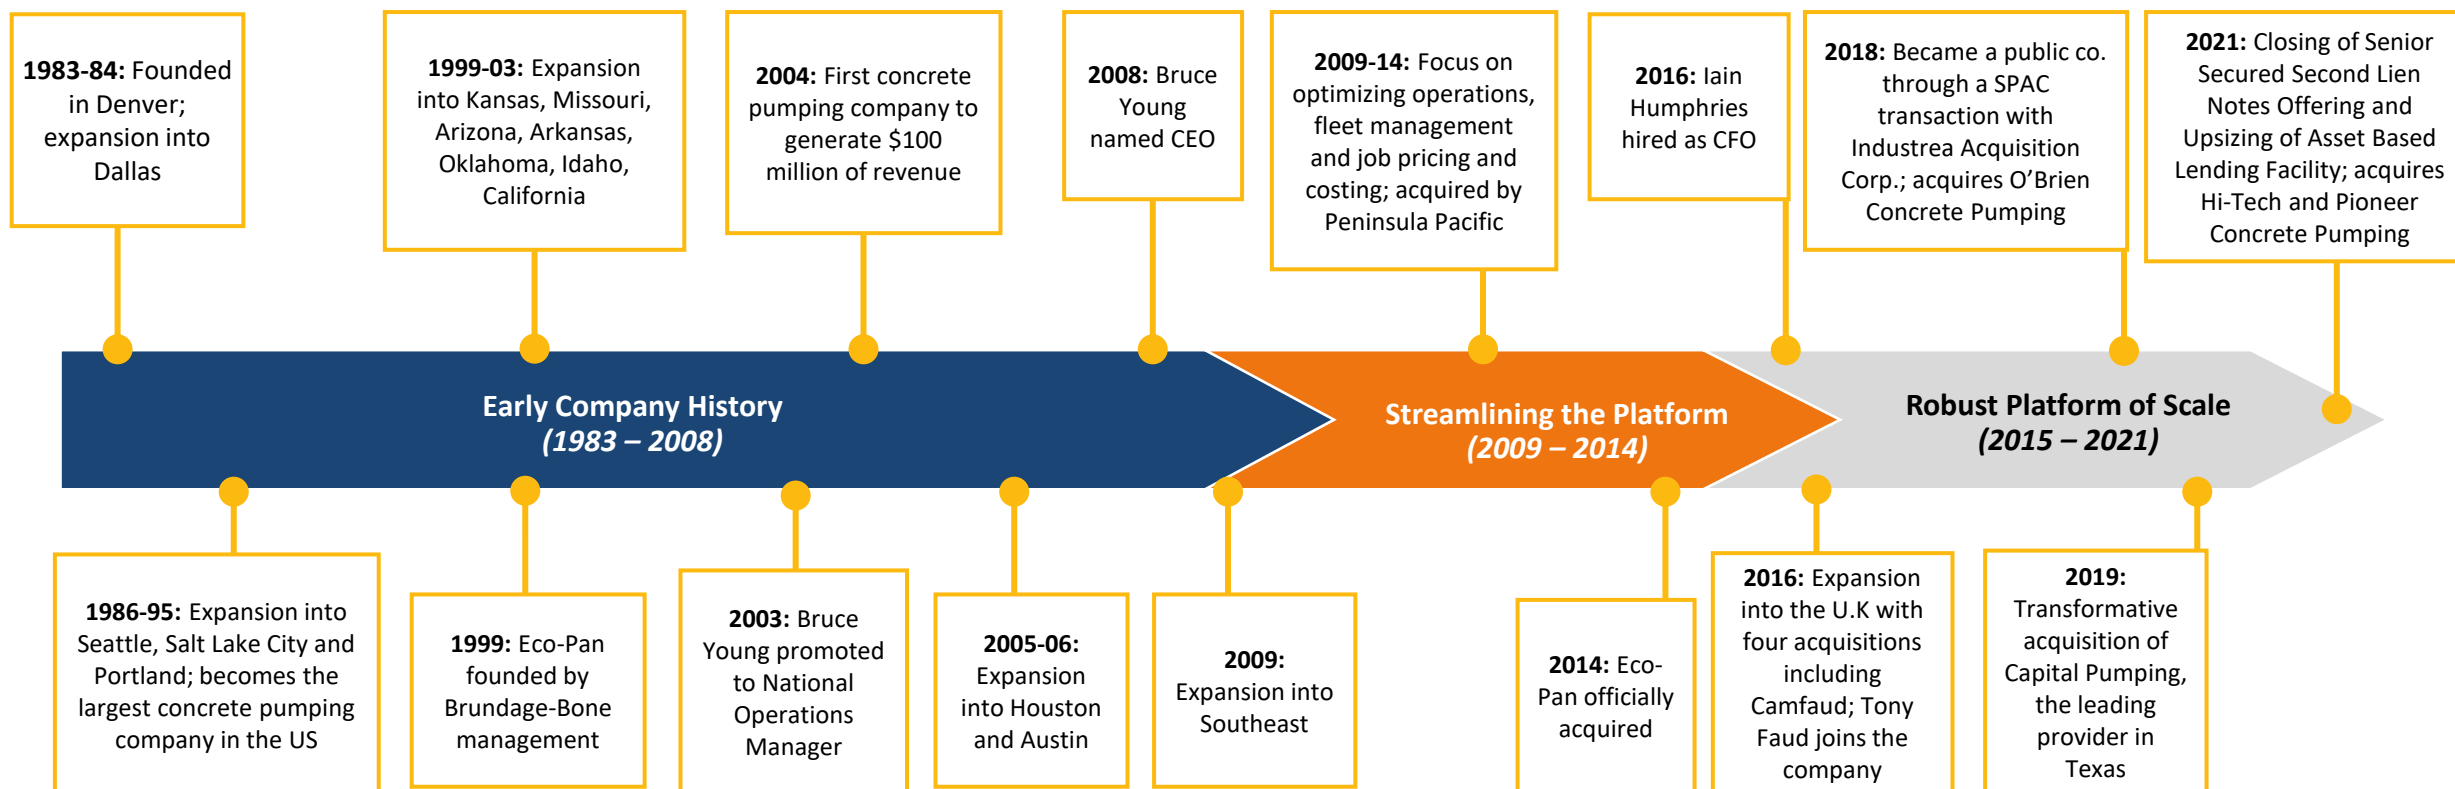 1983-84: Founded
in Denver;
expansion into
Dallas
1999-03: Expansion
into Kansas, Missouri,
Arizona, Arkansas,
Oklahoma, Idaho,
California
2004: First concrete
pumping company to
generate $100
million of revenue
2008: Bruce
Young
named CEO
2009-14: Focus on
optimizing operations,
fleet management
and job pricing and
costing; acquired by
Peninsula Pacific
2016: Iain
Humphries
hired as CFO
2018: Became a public co.
through a SPAC
transaction with
Industrea Acquisition
Corp.; acquires O’Brien
Concrete Pumping
2021: Closing of Senior
Secured Second Lien
Notes Offering and
Upsizing of Asset Based
Lending Facility; acquires
Hi-Tech and Pioneer
Concrete Pumping
Early Company History
(1983 – 2008)
Streamlining the Platform
(2009 – 2014)
Robust Platform of Scale
(2015 – 2021)
1986-95: Expansion into
Seattle, Salt Lake City and
Portland; becomes the
largest concrete pumping
company in the US
1999: Eco-Pan
founded by
Brundage-Bone
management
2003: Bruce
Young promoted
to National
Operations
Manager
2005-06:
Expansion
into Houston
and Austin
2009:
Expansion into
Southeast
2014: Eco-
Pan officially
acquired
2016: Expansion
into the U.K with
four acquisitions
including
Camfaud; Tony
Faud joins the
company
2019:
Transformative
acquisition of
Capital Pumping,
the leading
provider in
Texas